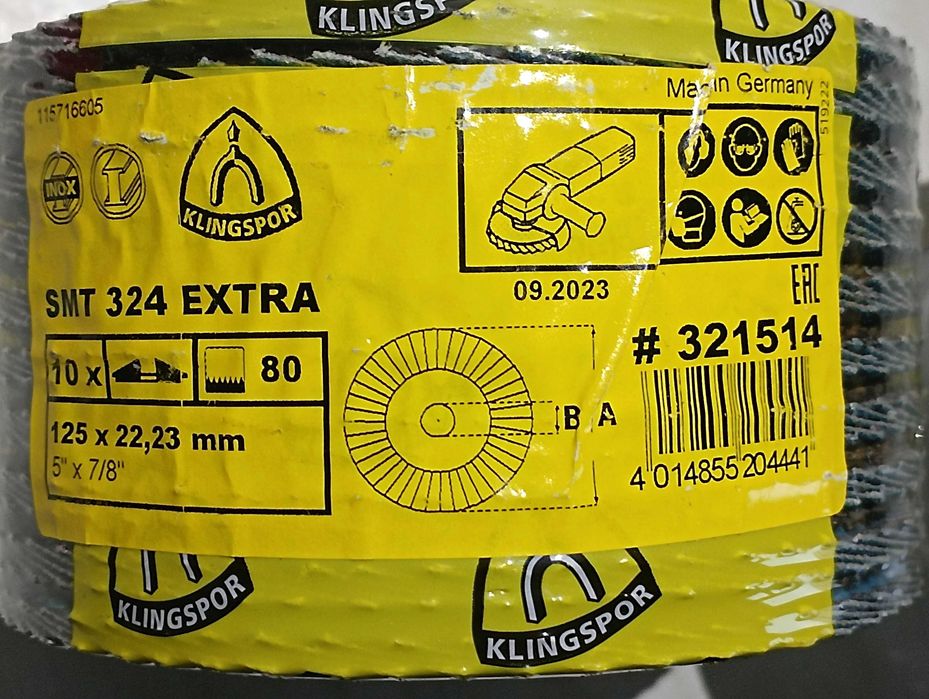 KLINGSPOR
KLINGSPOR
115716605
Made in Germany
519222
INOX
KLINGSPOR
09.2023
EAC
SMT 324 EXTRA
# 321514
10 x
80
125 x 22,23 mm
5" x 7/8"
B
A
4 014855 204441
KLINGSPOR
KLINGSPOR